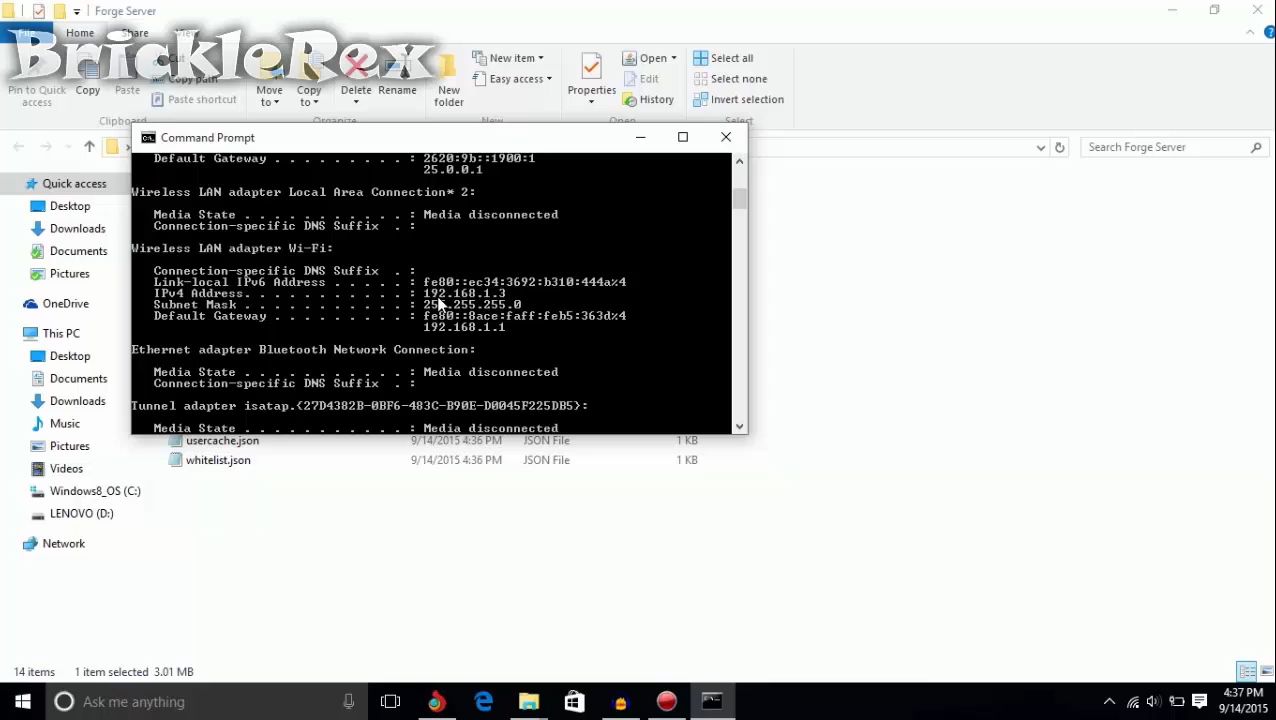 Forge Server
File Home Share View
BrickleRex
Pin to Quick access
Copy
Paste
Cut
Copy path
Paste shortcut
Clipboard
Move to
Copy to
Delete
Rename
Organize
New folder
New item
Easy access
New
Properties
Open
Edit
History
Open
Select all
Select none
Invert selection
Select
Search Forge Server
Command Prompt
Default Gateway . . . . . . . . . : 2620:9b::1900:1
25.0.0.1
Wireless LAN adapter Local Area Connection* 2:
Media State . . . . . . . . . . . : Media disconnected
Connection-specific DNS Suffix  . :
Wireless LAN adapter Wi-Fi:
Connection-specific DNS Suffix  . :
Link-local IPv6 Address . . . . . : fe80::ec34:3692:b310:444a%4
IPv4 Address. . . . . . . . . . . : 192.168.1.3
Subnet Mask . . . . . . . . . . . : 255.255.255.0
Default Gateway . . . . . . . . . : fe80::8ace:faff:feb5:363d%4
192.168.1.1
Ethernet adapter Bluetooth Network Connection:
Media State . . . . . . . . . . . : Media disconnected
Connection-specific DNS Suffix  . :
Tunnel adapter isatap.{27D4382B-0BF6-483C-B90E-D0045F225DB5}:
Media State . . . . . . . . . . . : Media disconnected
Quick access
Desktop
Downloads
Documents
Pictures
OneDrive
This PC
Desktop
Documents
Downloads
Music
Pictures
Videos
Windows8_OS (C:)
LENOVO (D:)
Network
usercache.json 9/14/2015 4:36 PM JSON File 1 KB
whitelist.json 9/14/2015 4:36 PM JSON File 1 KB
14 items 1 item selected 3.01 MB
Ask me anything
4:37 PM
9/14/2015